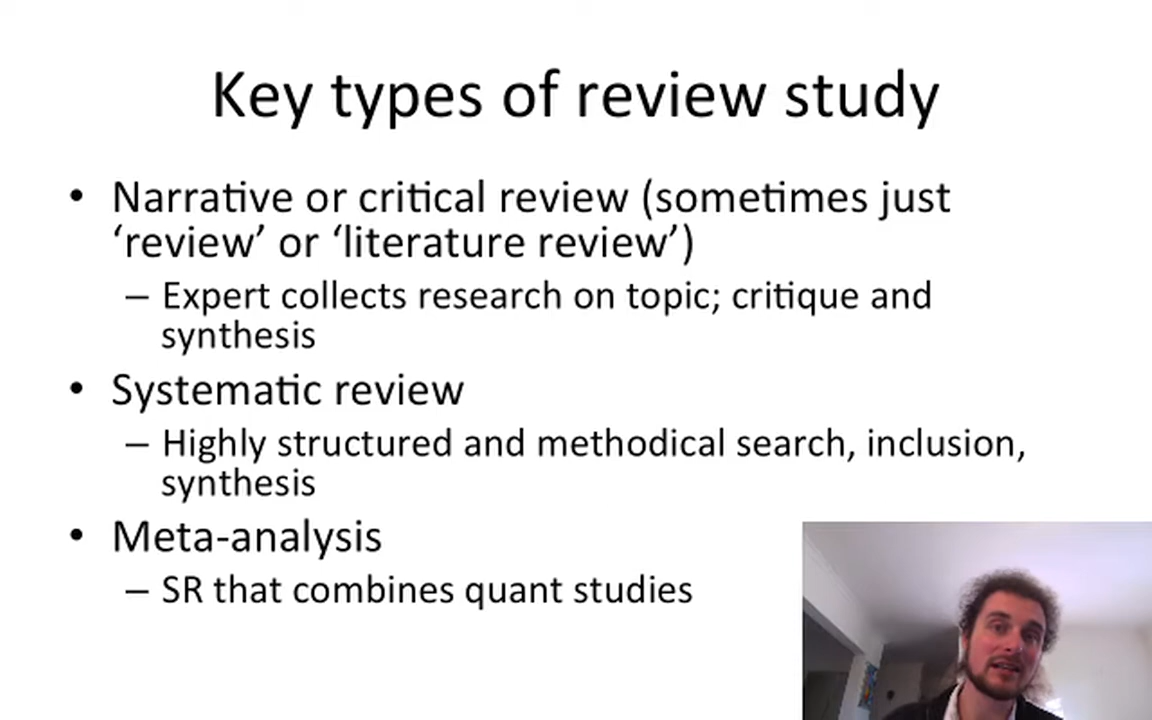 Key types of review study
• Narrative or critical review (sometimes just
‘review’ or ‘literature review’)
– Expert collects research on topic; critique and
synthesis
• Systematic review
– Highly structured and methodical search, inclusion,
synthesis
• Meta-analysis
– SR that combines quant studies